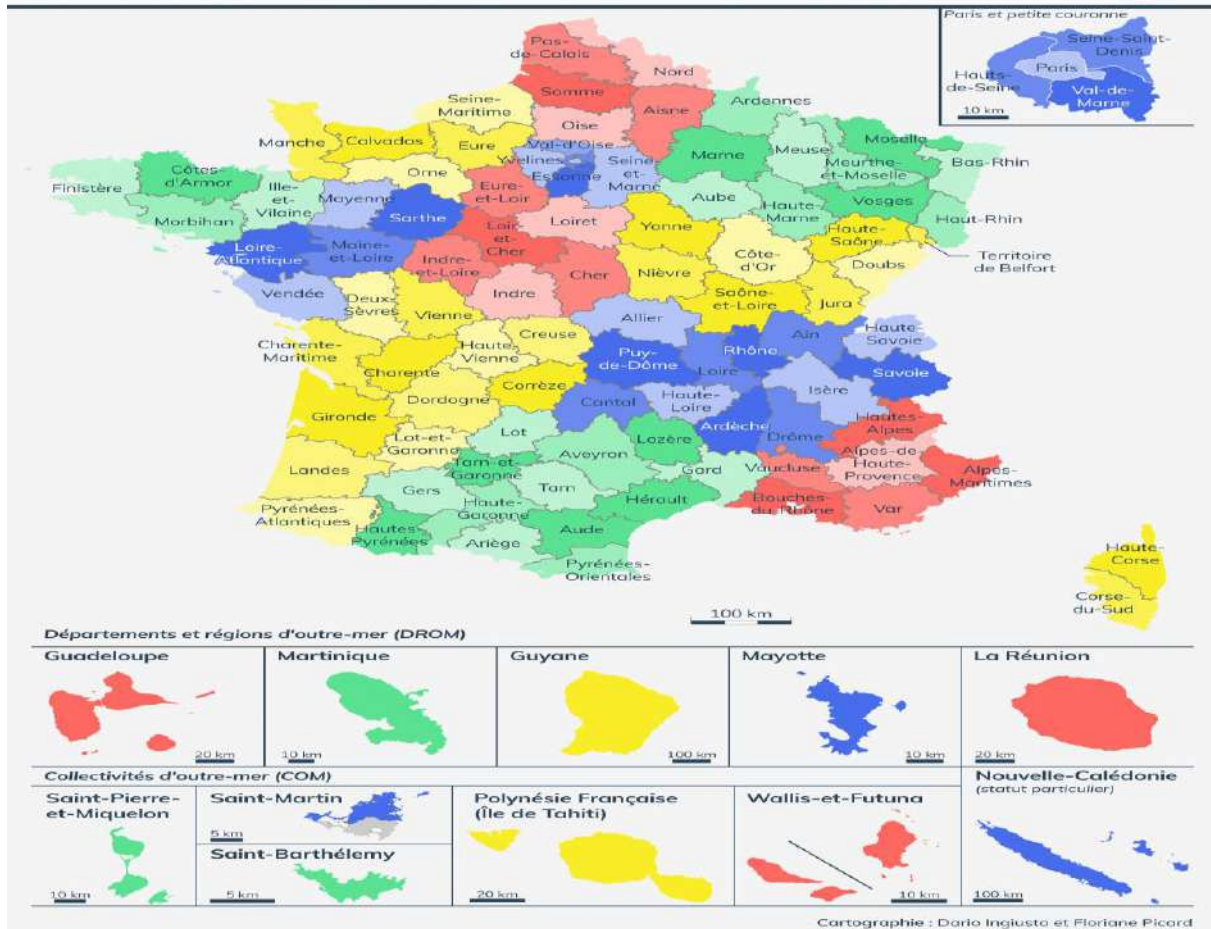 Paris et petite couronne
Seine-Saint-
Denis
Paris
Hauts-
de-Seine
Val-de-
Marne
10 km
Pas-
de-Calais
Nord
Somme
Aisne
Ardennes
Seine-
Maritime
Oise
Manche
Calvados
Eure
Val-d'Oise
Yvelines
Essonne
Seine-
et-
Marne
Marne
Meuse
Moselle
Meurthe-
et-Moselle
Bas-Rhin
Finistère
Côtes-
d'Armor
Ille-
et-
Vilaine
Morbihan
Mayenne
Orne
Sarthe
Eure-
et-Loir
Loiret
Aube
Haute-
Marne
Vosges
Haut-Rhin
Loire-
Atlantique
Maine-
et-Loire
Indre-
et-Loire
Loir-
et-
Cher
Cher
Yonne
Nièvre
Côte-
d'Or
Haute-
Saône
Doubs
Territoire
de Belfort
Vendée
Deux-
Sèvres
Vienne
Indre
Allier
Saône-
et-Loire
Jura
Charente-
Maritime
Charente
Haute-
Vienne
Creuse
Corrèze
Puy-
de-Dôme
Loire
Rhône
Ain
Haute-
Savoie
Savoie
Isère
Gironde
Dordogne
Cantal
Haute-
Loire
Ardèche
Drôme
Hautes-
Alpes
Landes
Lot-et-
Garonne
Lot
Tarn-et-
Garonne
Aveyron
Lozère
Gard
Vaucluse
Alpes-de-
Haute-
Provence
Alpes-
Maritimes
Pyrénées-
Atlantiques
Gers
Haute-
Garonne
Tarn
Hérault
Bouches-
du-Rhône
Var
Hautes-
Pyrénées
Ariège
Aude
Pyrénées-
Orientales
Haute-
Corse
Corse-
du-Sud
100 km
Départements et régions d'outre-mer (DROM)
Guadeloupe
20 km
Martinique
10 km
Guyane
100 km
Mayotte
10 km
La Réunion
20 km
Collectivités d'outre-mer (COM)
Saint-Pierre-
et-Miquelon
10 km
Saint-Martin
5 km
Saint-Barthélemy
5 km
Polynésie Française
(Île de Tahiti)
20 km
Wallis-et-Futuna
10 km
Nouvelle-Calédonie
(statut particulier)
100 km
Cartographie : Dario Ingiusto et Floriane Picard